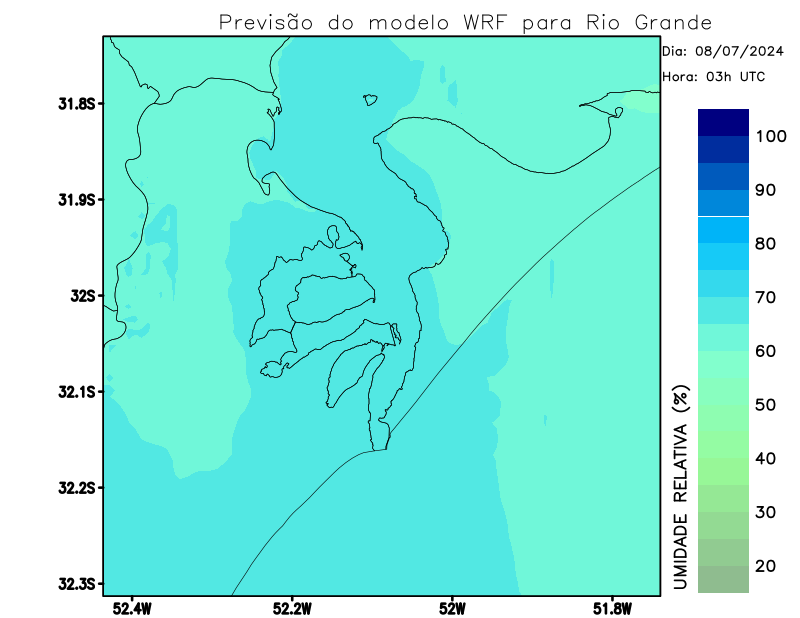 Previsão do modelo WRF para Rio Grande
Dia: 08/07/2024
Hora: 03h UTC
31.8S
31.9S
32S
32.1S
32.2S
32.3S
52.4W
52.2W
52W
51.8W
UMIDADE RELATIVA (%)
100
90
80
70
60
50
40
30
20